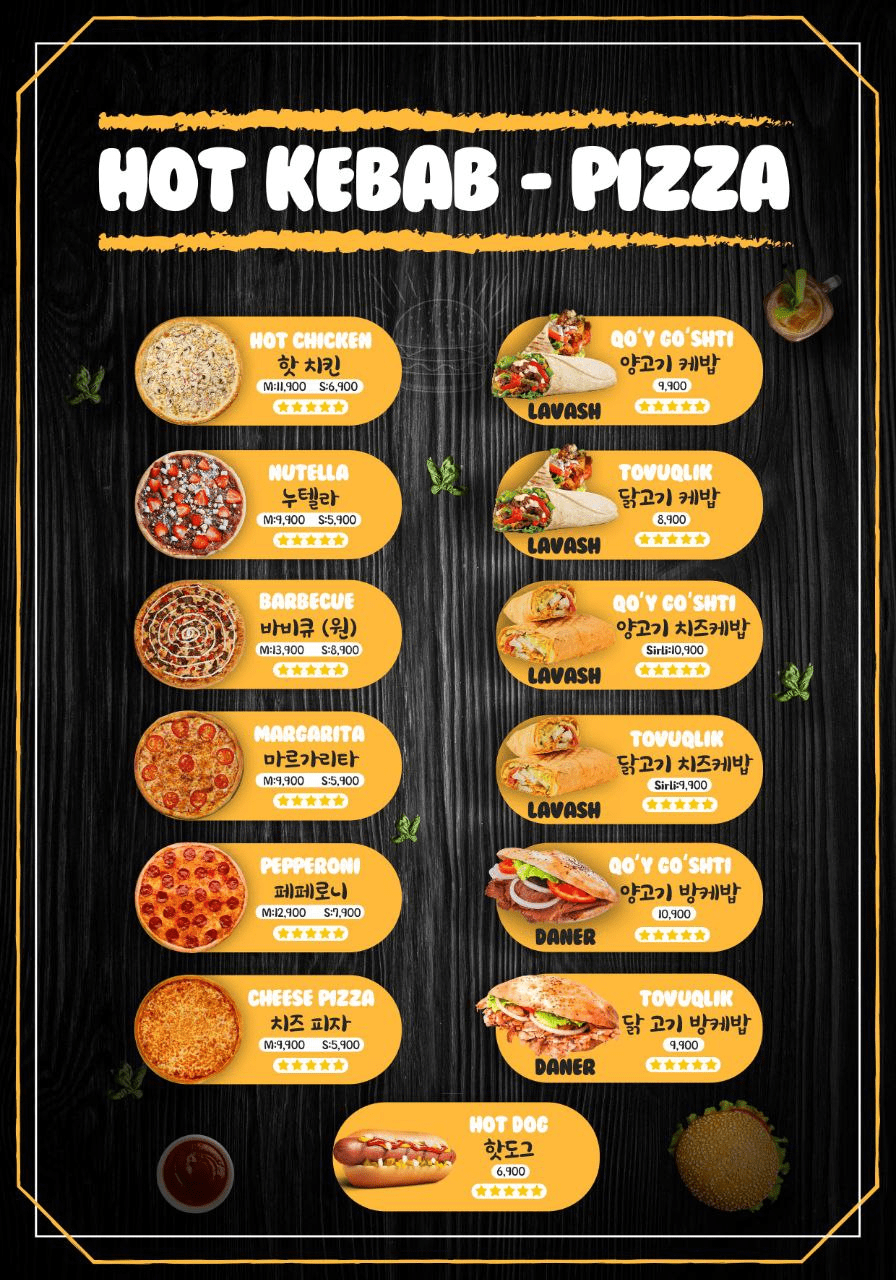 HOT KEBAB - PIZZA
HOT CHICKEN
핫 치킨
M:11,900 S:6,900
NUTELLA
누텔라
M:9,900 S:5,900
BARBECUE
바비큐 (원)
M:13,900 S:8,900
MARGARITA
마르가리타
M:9,900 S:5,900
PEPPERONI
페페로니
M:12,900 S:7,900
CHEESE PIZZA
치즈 피자
M:9,900 S:5,900
QO'Y GO'SHTI
양고기 케밥
9,900
LAVASH
TOVUQLIK
닭고기 케밥
8,900
LAVASH
QO'Y GO'SHTI
양고기 치즈케밥
Sirli:10,900
LAVASH
TOVUQLIK
닭고기 치즈케밥
Sirli:9,900
LAVASH
QO'Y GO'SHTI
양고기 빵케밥
10,900
DANER
TOVUQLIK
닭 고기 빵케밥
9,900
DANER
HOT DOG
핫도그
6,900